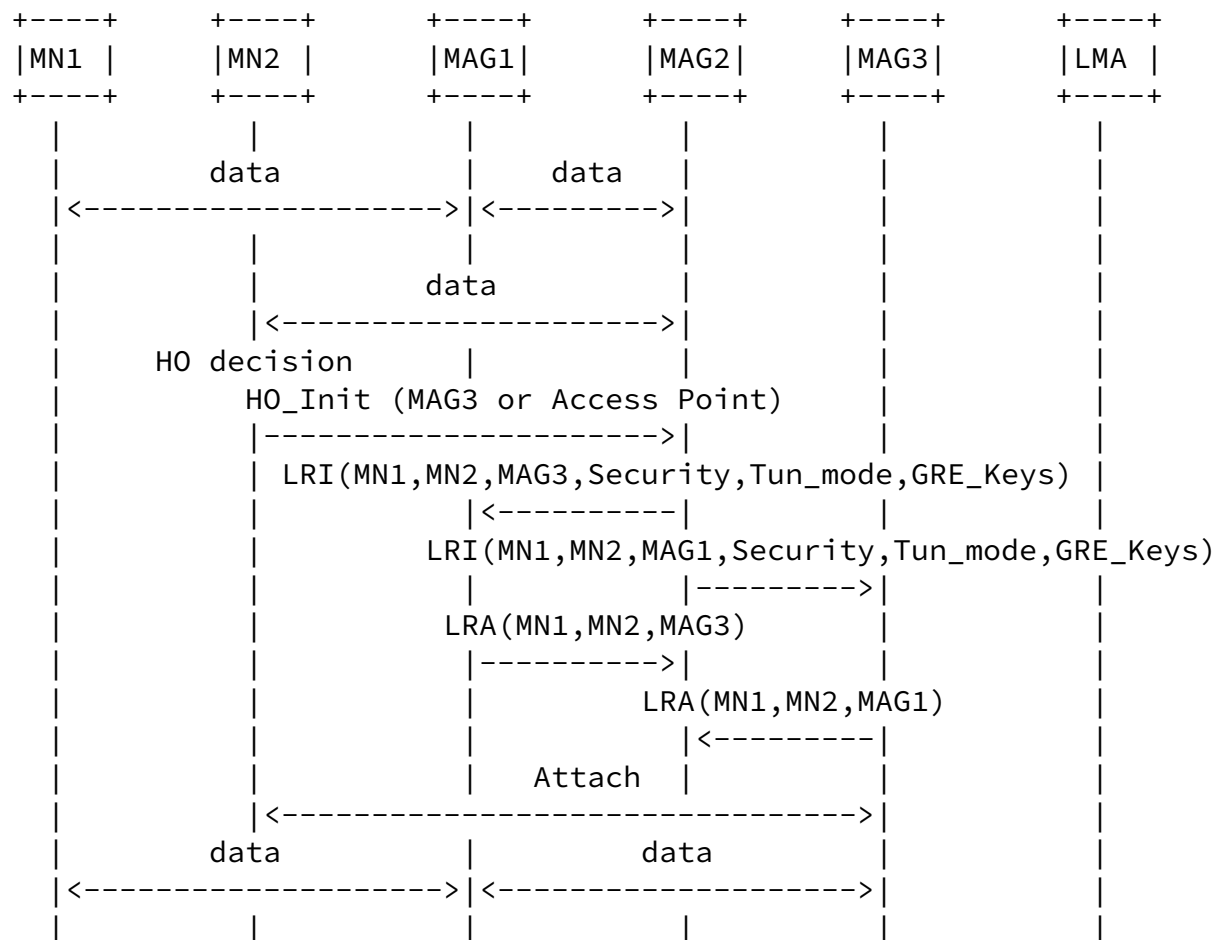 MN1 MN2 MAG1 MAG2 MAG3 LMA
data data
data
HO decision
HO_Init (MAG3 or Access Point)
LRI(MN1,MN2,MAG3,Security,Tun_mode,GRE_Keys)
LRI(MN1,MN2,MAG1,Security,Tun_mode,GRE_Keys)
LRA(MN1,MN2,MAG3)
LRA(MN1,MN2,MAG1)
Attach
data data